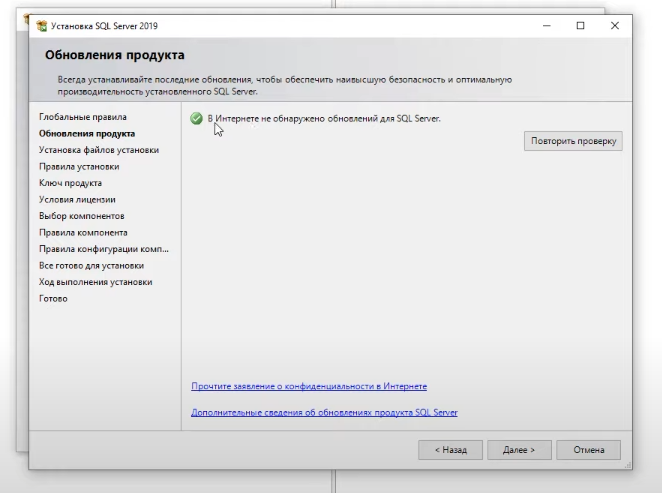 Установка SQL Server 2019
Обновления продукта
Всегда устанавливайте последние обновления, чтобы обеспечить наивысшую безопасность и оптимальную
производительность установленного SQL Server.
Глобальные правила
Обновления продукта
Установка файлов установки
Правила установки
Ключ продукта
Условия лицензии
Выбор компонентов
Правила компонента
Правила конфигурации комп...
Все готово для установки
Ход выполнения установки
Готово
В Интернете не обнаружено обновлений для SQL Server.
Повторить проверку
Прочтите заявление о конфиденциальности в Интернете
Дополнительные сведения об обновлениях продукта SQL Server
< Назад
Далее >
Отмена